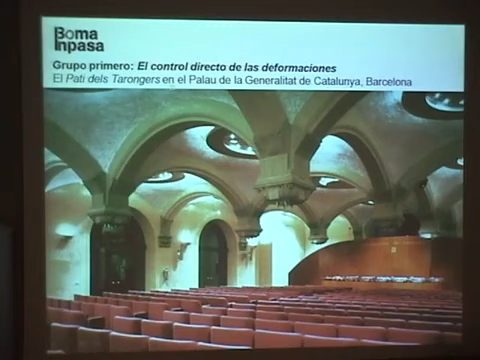 Boma
Inpasa
Grupo primero: El control directo de las deformaciones
El Pati dels Tarongers en el Palau de la Generalitat de Catalunya, Barcelona